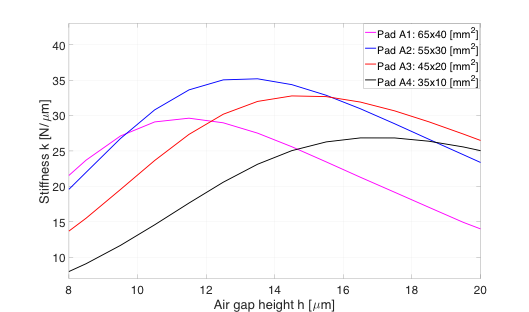 Pad A1: 65x40 [mm²]
Pad A2: 55x30 [mm²]
Pad A3: 45x20 [mm²]
Pad A4: 35x10 [mm²]
Stiffness k [N/μm]
40
35
30
25
20
15
10
8
10
12
14
16
18
20
Air gap height h [μm]